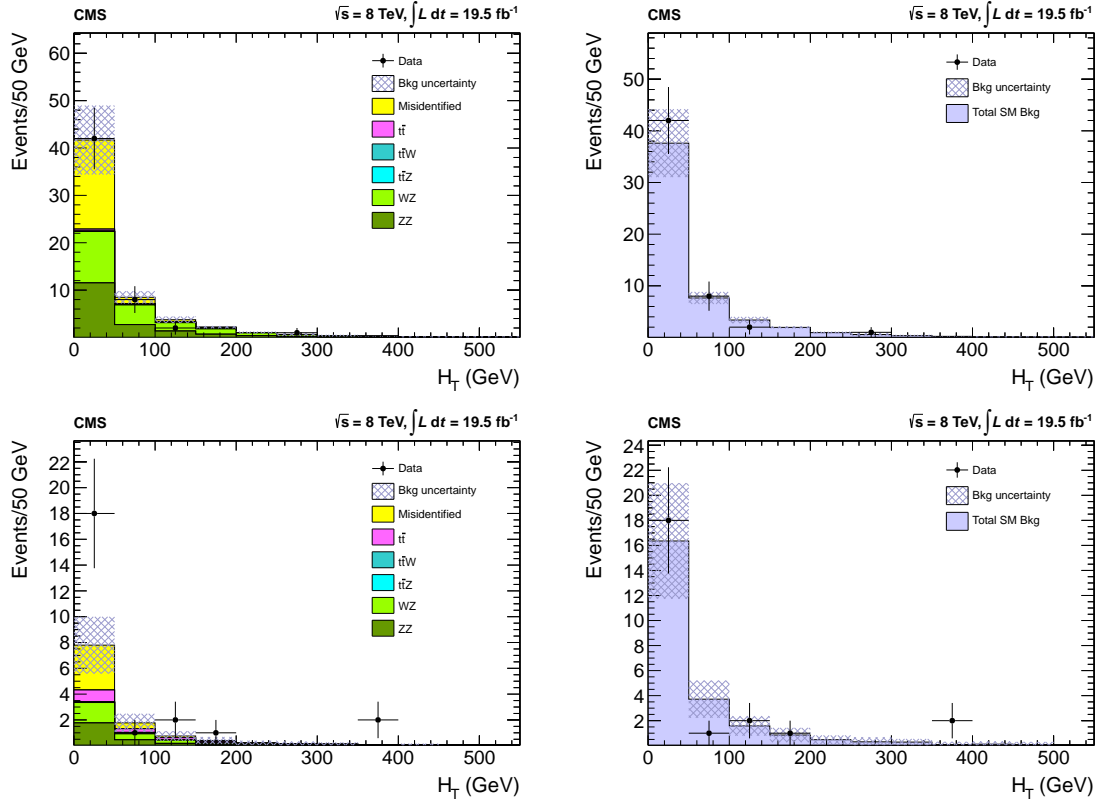 CMS √s = 8 TeV, ∫L dt = 19.5 fb⁻¹
Events/50 GeV
60
50
40
30
20
10
Data
Bkg uncertainty
Misidentified
tt̄
tt̄W
tt̄Z
WZ
ZZ
0 100 200 300 400 500
H_T (GeV)
CMS √s = 8 TeV, ∫L dt = 19.5 fb⁻¹
Events/50 GeV
50
40
30
20
10
Data
Bkg uncertainty
Total SM Bkg
0 100 200 300 400 500
H_T (GeV)
CMS √s = 8 TeV, ∫L dt = 19.5 fb⁻¹
Events/50 GeV
22
20
18
16
14
12
10
8
6
4
2
Data
Bkg uncertainty
Misidentified
tt̄
tt̄W
tt̄Z
WZ
ZZ
0 100 200 300 400 500
H_T (GeV)
CMS √s = 8 TeV, ∫L dt = 19.5 fb⁻¹
Events/50 GeV
24
22
20
18
16
14
12
10
8
6
4
2
Data
Bkg uncertainty
Total SM Bkg
0 100 200 300 400 500
H_T (GeV)